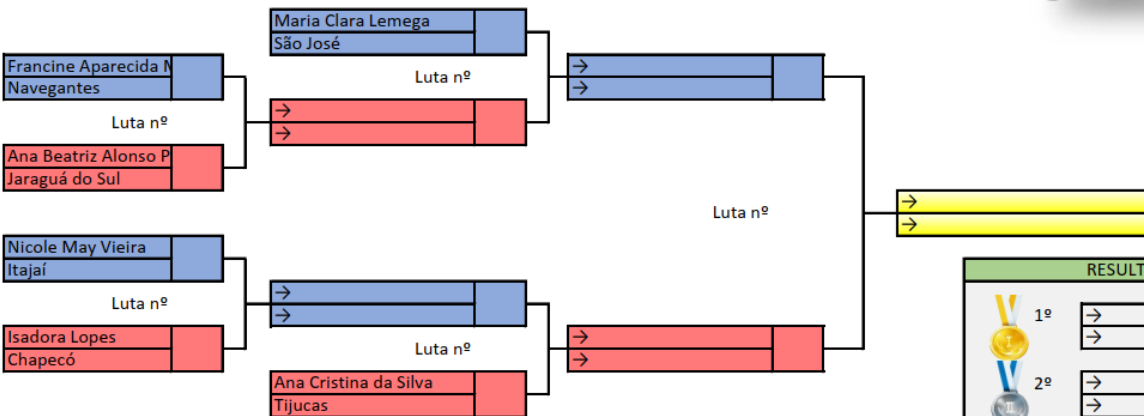 Maria Clara Lemega
São José
Francine Aparecida
Navegantes
Luta nº
→
→
→
→
Luta nº
Ana Beatriz Alonso P
Jaraguá do Sul
Luta nº
→
→
Nicole May Vieira
Itajaí
Luta nº
→
→
Isadora Lopes
Chapecó
Luta nº
→
→
Ana Cristina da Silva
Tijucas
RESULT
1º
→
→
2º
→
→